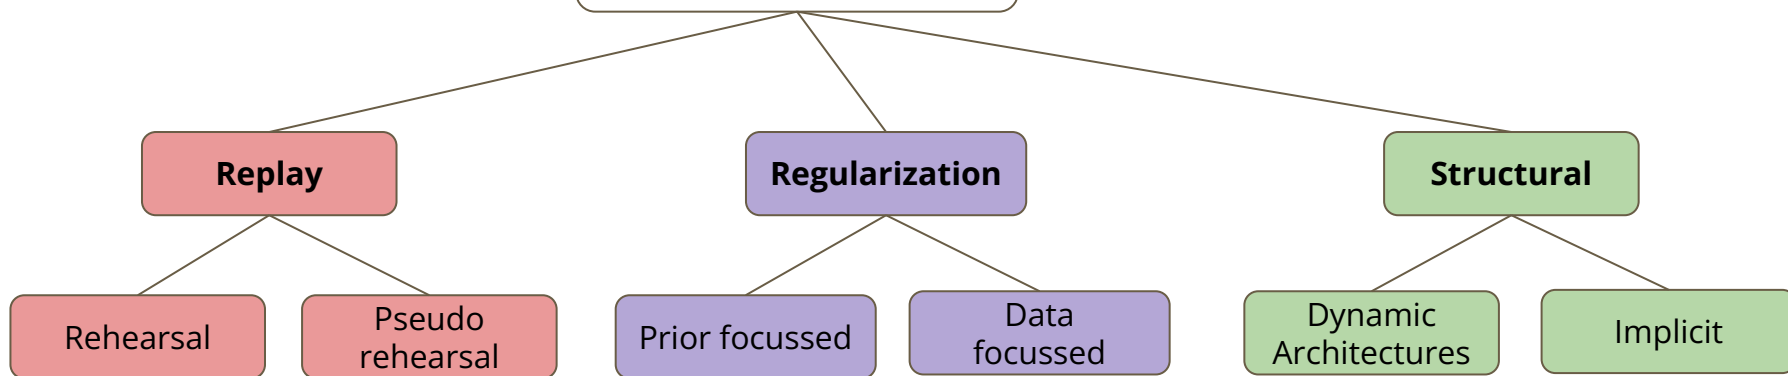 Replay
Regularization
Structural
Rehearsal
Pseudo
rehearsal
Prior focussed
Data
focussed
Dynamic
Architectures
Implicit